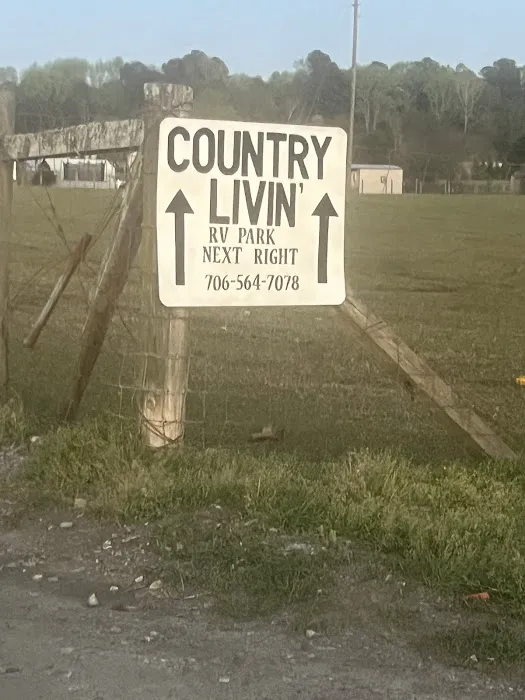 COUNTRY
LIVIN'
RV PARK
NEXT RIGHT
706-564-7078